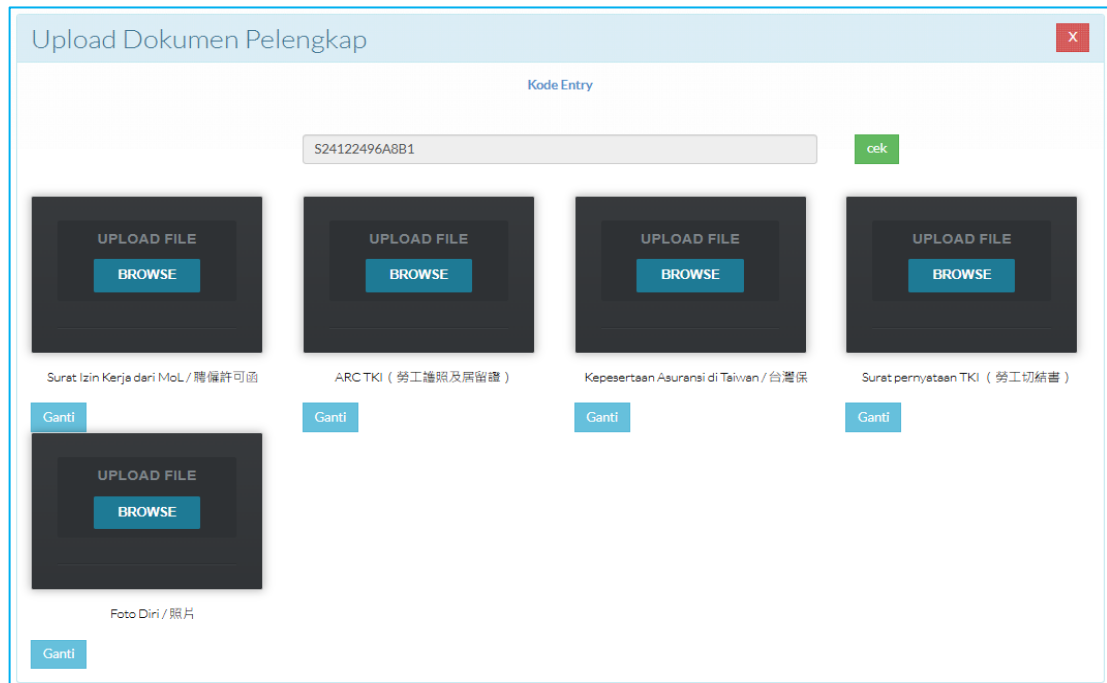 Upload Dokumen Pelengkap
X
Kode Entry
S24122496A8B1
cek
UPLOAD FILE
BROWSE
UPLOAD FILE
BROWSE
UPLOAD FILE
BROWSE
UPLOAD FILE
BROWSE
Surat Izin Kerja dari MoL / 聘僱許可函
ARC TKI ( 勞工護照及居留證 )
Kepesertaan Asuransi di Taiwan / 台灣保
Surat pernyataan TKI ( 勞工切結書 )
Ganti
Ganti
Ganti
Ganti
UPLOAD FILE
BROWSE
Foto Diri / 照片
Ganti